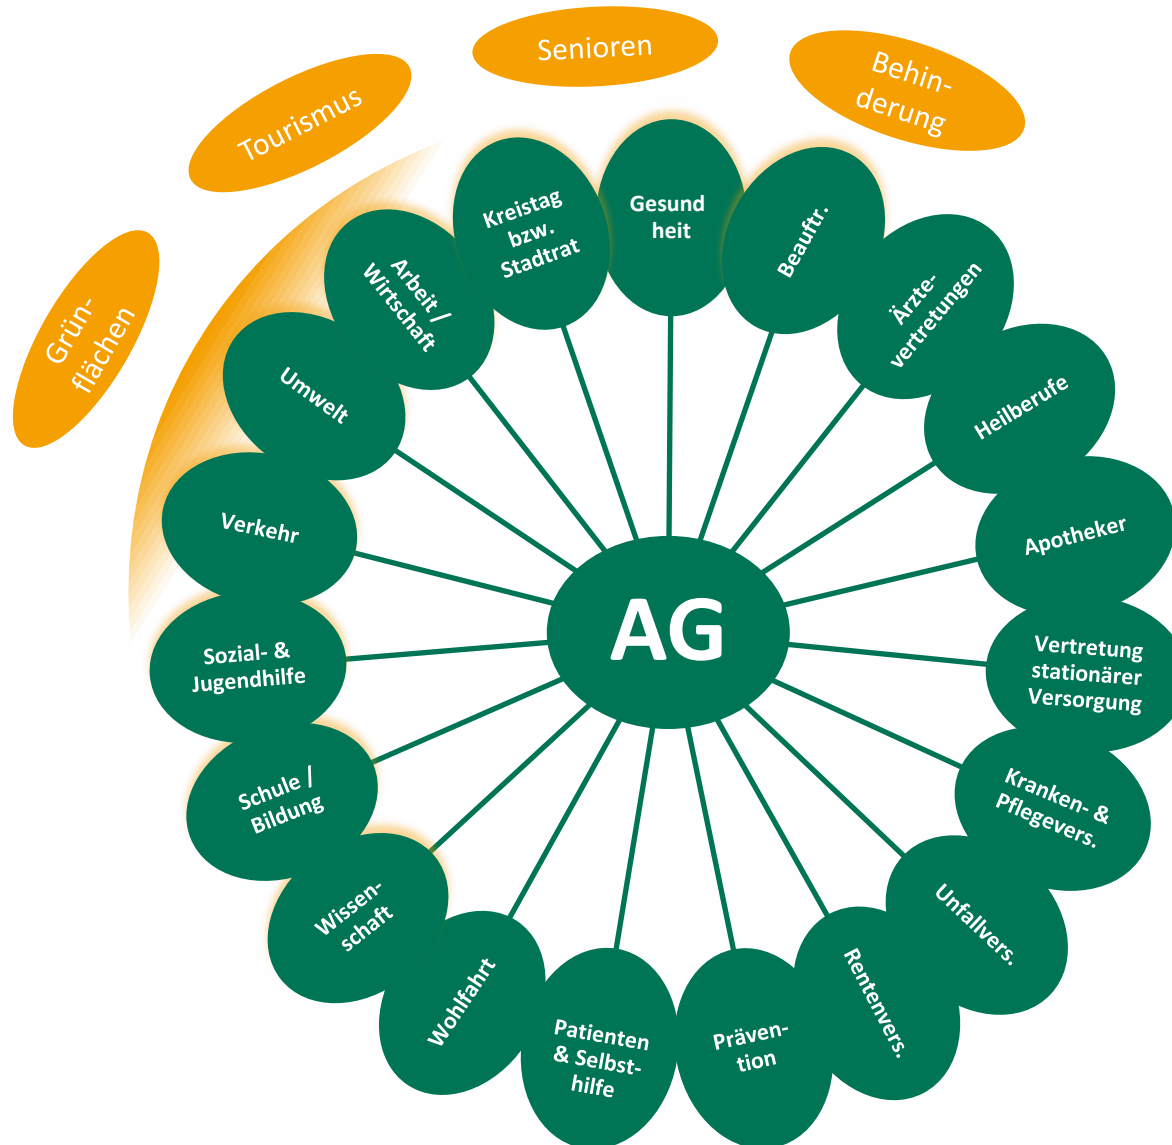 Senioren
Behin-
derung
Tourismus
Grün-
flächen
Gesund
heit
Beauftr.
Ärzte-
vertretungen
Heilberufe
Apotheker
Vertretung
stationärer
Versorgung
Kranken- &
Pflegevers.
Unfallvers.
Rentenvers.
Präven-
tion
Patienten
& Selbst-
hilfe
Wohlfahrt
Wissen-
schaft
Schule /
Bildung
Sozial- &
Jugendhilfe
Verkehr
Umwelt
Arbeit /
Wirtschaft
Kreistag
bzw.
Stadtrat
AG